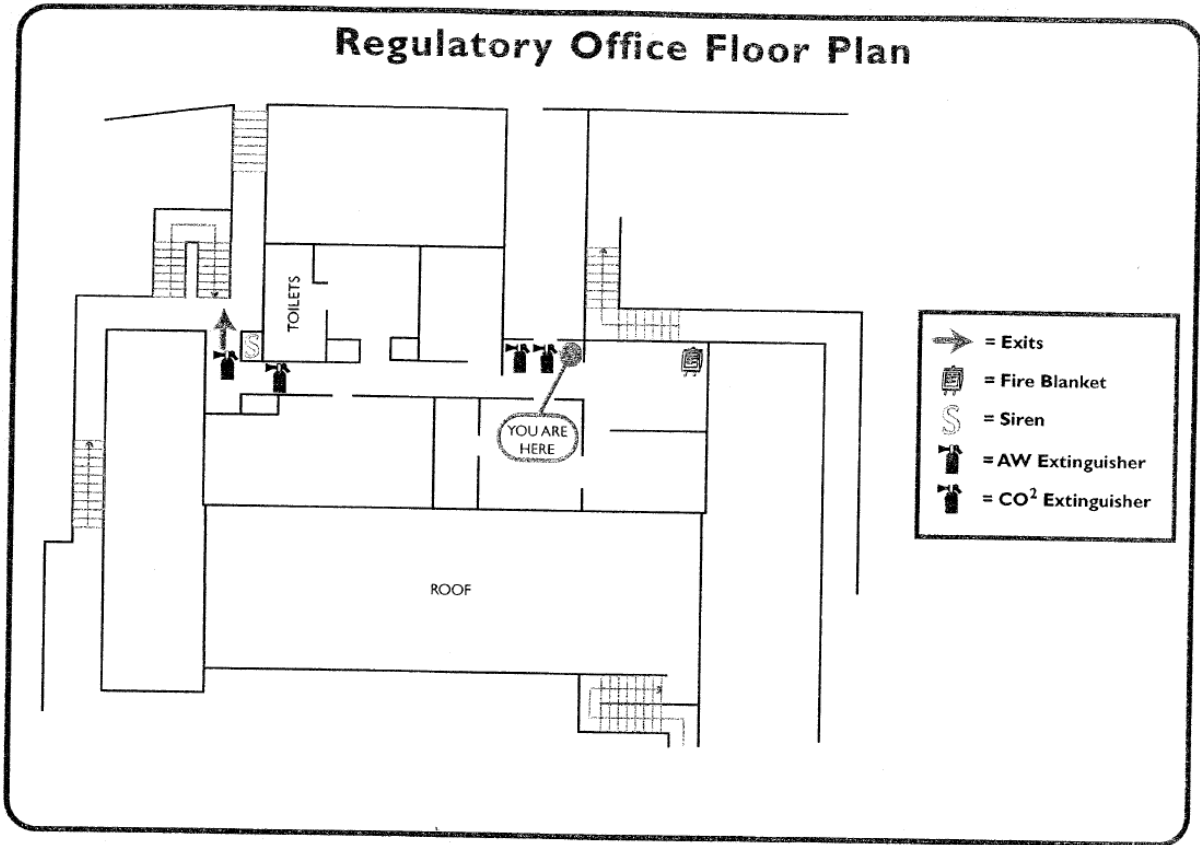 Regulatory Office Floor Plan
TOILETS
S
YOU ARE
HERE
ROOF
= Exits
= Fire Blanket
S = Siren
= AW Extinguisher
= CO² Extinguisher